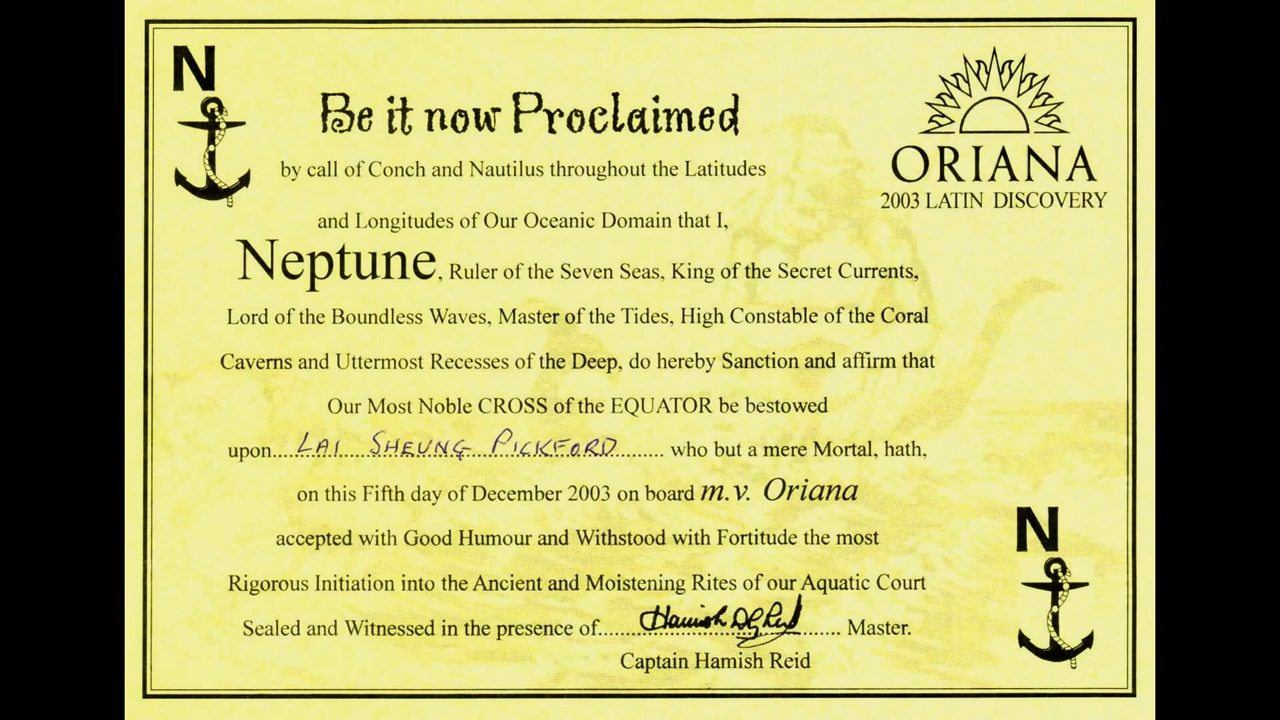 N
Be it now Proclaimed
ORIANA
2003 LATIN DISCOVERY
by call of Conch and Nautilus throughout the Latitudes
and Longitudes of Our Oceanic Domain that I,
Neptune, Ruler of the Seven Seas, King of the Secret Currents,
Lord of the Boundless Waves, Master of the Tides, High Constable of the Coral
Caverns and Uttermost Recesses of the Deep, do hereby Sanction and affirm that
Our Most Noble CROSS of the EQUATOR be bestowed
upon....LAI SHEUNG PICKFORD......... who but a mere Mortal, hath,
on this Fifth day of December 2003 on board m.v. Oriana
accepted with Good Humour and Withstood with Fortitude the most
Rigorous Initiation into the Ancient and Moistening Rites of our Aquatic Court
Sealed and Witnessed in the presence of.......Hamish D G Reid....... Master.
Captain Hamish Reid
N